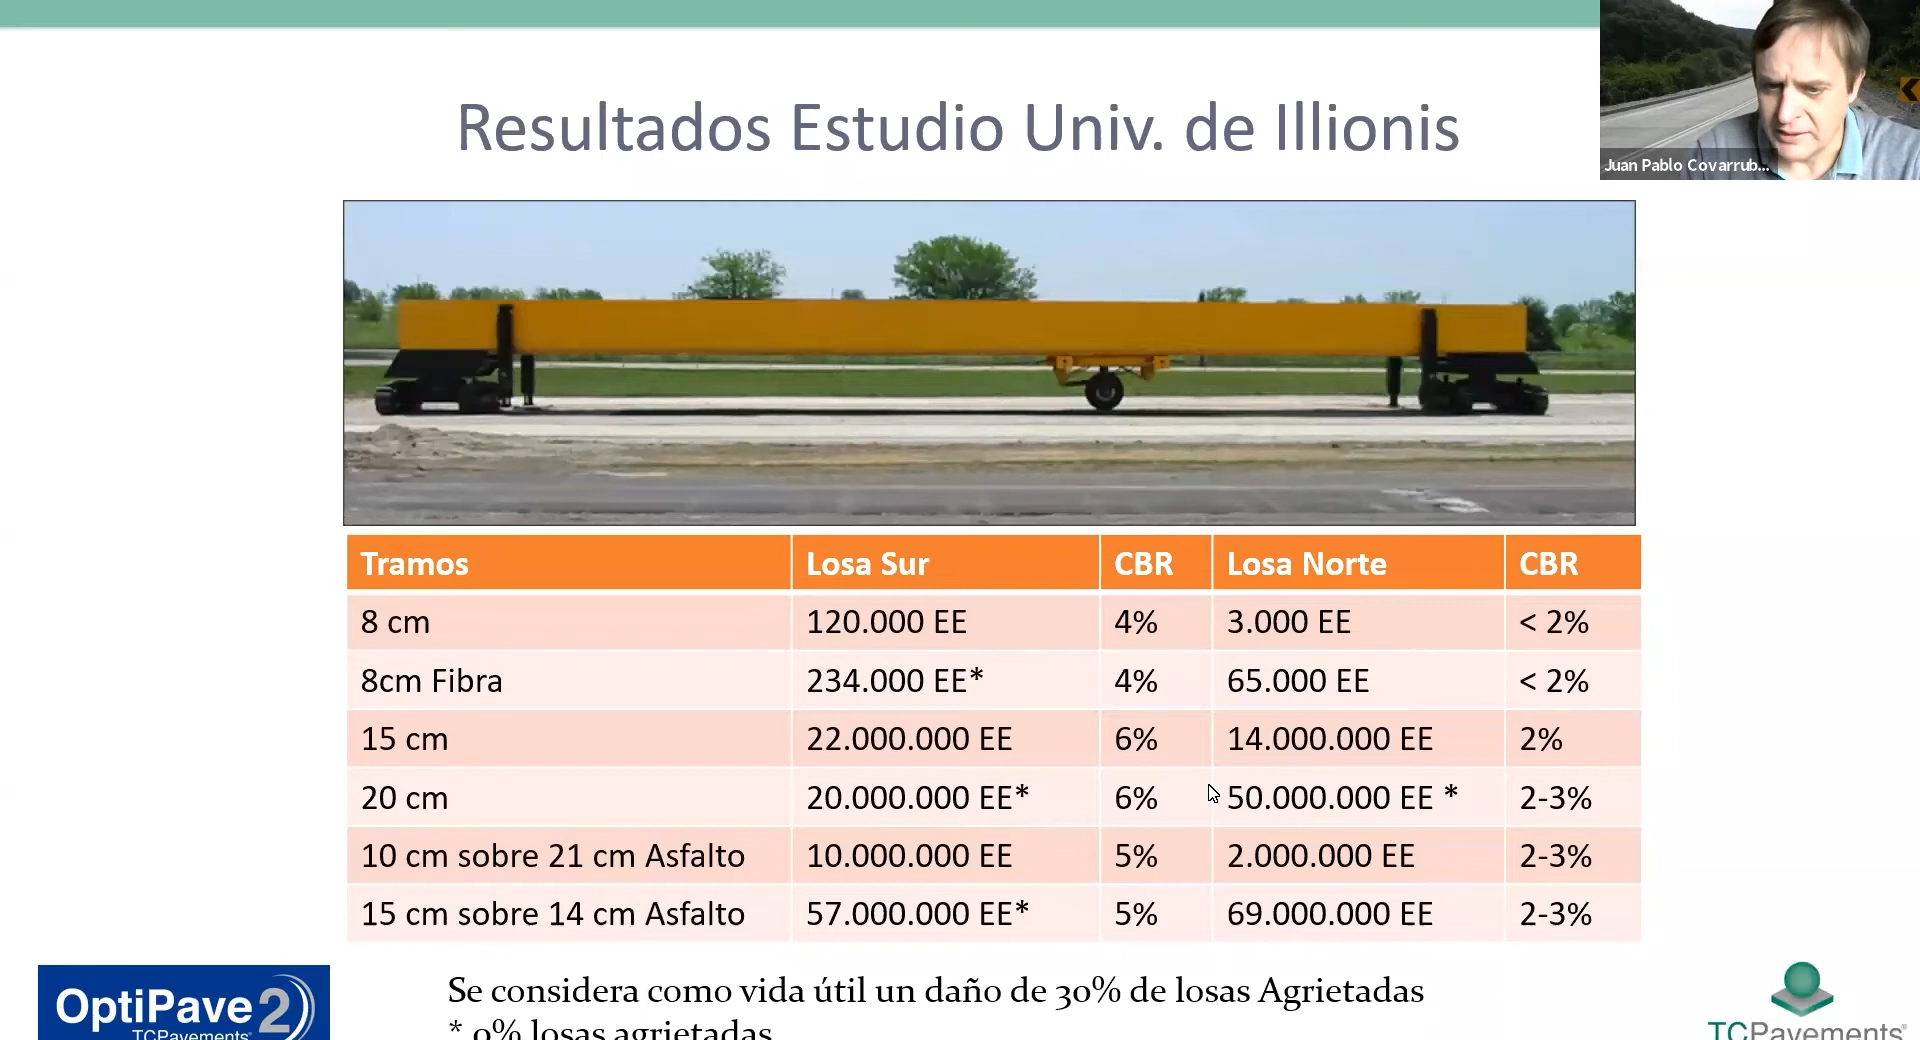 Resultados Estudio Univ. de Illionis
Juan Pablo Covarrub...
Tramos Losa Sur CBR Losa Norte CBR
8 cm 120.000 EE 4% 3.000 EE < 2%
8cm Fibra 234.000 EE* 4% 65.000 EE < 2%
15 cm 22.000.000 EE 6% 14.000.000 EE 2%
20 cm 20.000.000 EE* 6% 50.000.000 EE * 2-3%
10 cm sobre 21 cm Asfalto 10.000.000 EE 5% 2.000.000 EE 2-3%
15 cm sobre 14 cm Asfalto 57.000.000 EE* 5% 69.000.000 EE 2-3%
Se considera como vida útil un daño de 30% de losas Agrietadas
* 0% losas agrietadas
OptiPave 2
TCPavements®
TCPavements®